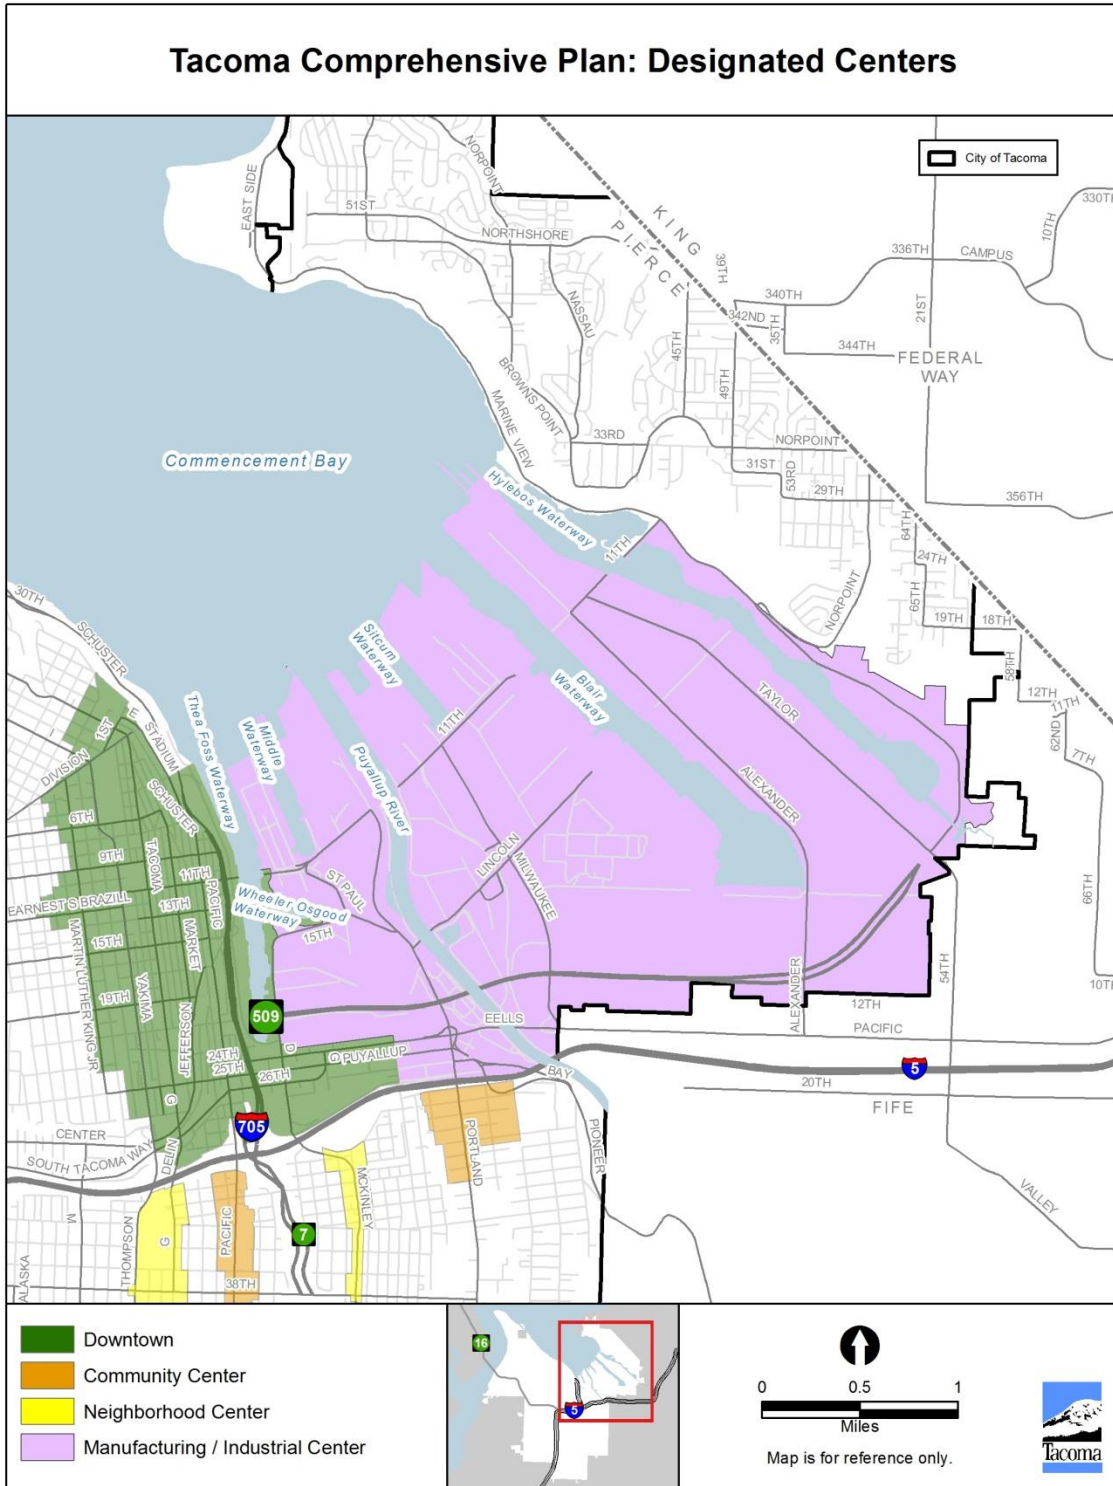 Tacoma Comprehensive Plan: Designated Centers
City of Tacoma
NORPOINT
EAST SIDE
51ST
NORTHSHORE
KING
PIERCE
39TH
330TH
10TH
336TH
CAMPUS
21ST
340TH
342ND
35TH
344TH
FEDERAL
WAY
NASSAU
45TH
49TH
BROWNS POINT
MARINE VIEW
33RD
NORPOINT
31ST
53RD
29TH
356TH
64TH
24TH
65TH
19TH
18TH
58TH
12TH
11TH
62ND
7TH
66TH
10TH
NORPOINT
Commencement Bay
Hylebos Waterway
11TH
30TH
SCHUSTER
Sitcum
Waterway
Blair
Waterway
TAYLOR
Thea Foss Waterway
Middle
Waterway
11TH
Puyallup River
ALEXANDER
E
1ST
STADIUM
DIVISION
SCHUSTER
6TH
9TH
TACOMA
11TH
PACIFIC
EARNEST S BRAZILL
13TH
MARKET
15TH
MARTIN LUTHER KING JR
YAKIMA
19TH
JEFFERSON
ST PAUL
LINCOLN
MILWAUKEE
Wheeler Osgood
Waterway
15TH
509
EELLS
D
G
PUYALLUP
24TH
25TH
26TH
ALEXANDER
12TH
54TH
PACIFIC
5
20TH
FIFE
BAY
PIONEER
VALLEY
CENTER
SOUTH TACOMA WAY
G
DELIN
705
PORTLAND
MCKINLEY
M
THOMPSON
G
PACIFIC
7
38TH
ALASKA
Downtown
Community Center
Neighborhood Center
Manufacturing / Industrial Center
16
5
0 0.5 1
Miles
Map is for reference only.
Tacoma